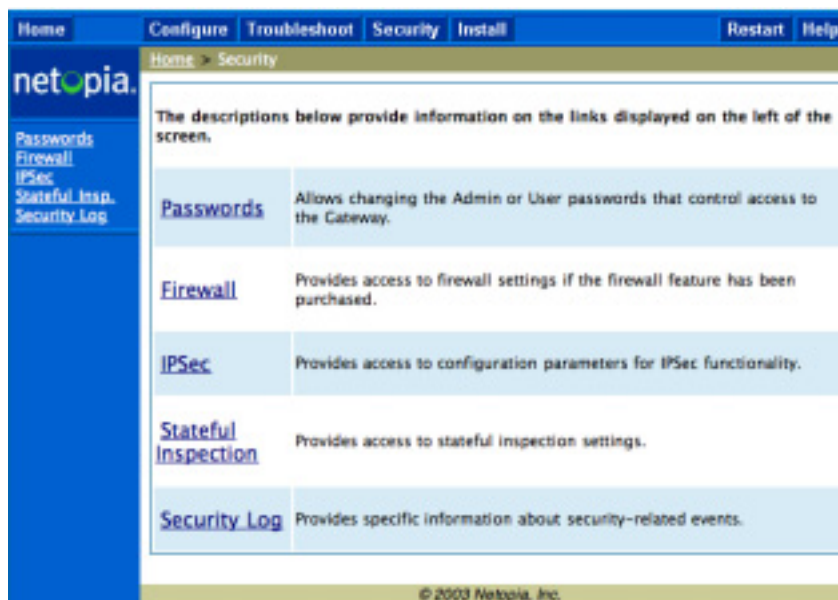 Home Configure Troubleshoot Security Install Restart Help
netopia.
Home > Security
Passwords
Firewall
IPSec
Stateful Insp.
Security Log
The descriptions below provide information on the links displayed on the left of the
screen.
Passwords
Allows changing the Admin or User passwords that control access to
the Gateway.
Firewall
Provides access to firewall settings if the firewall feature has been
purchased.
IPSec
Provides access to configuration parameters for IPSec functionality.
Stateful
Inspection
Provides access to stateful inspection settings.
Security Log
Provides specific information about security-related events.
© 2003 Netopia, Inc.